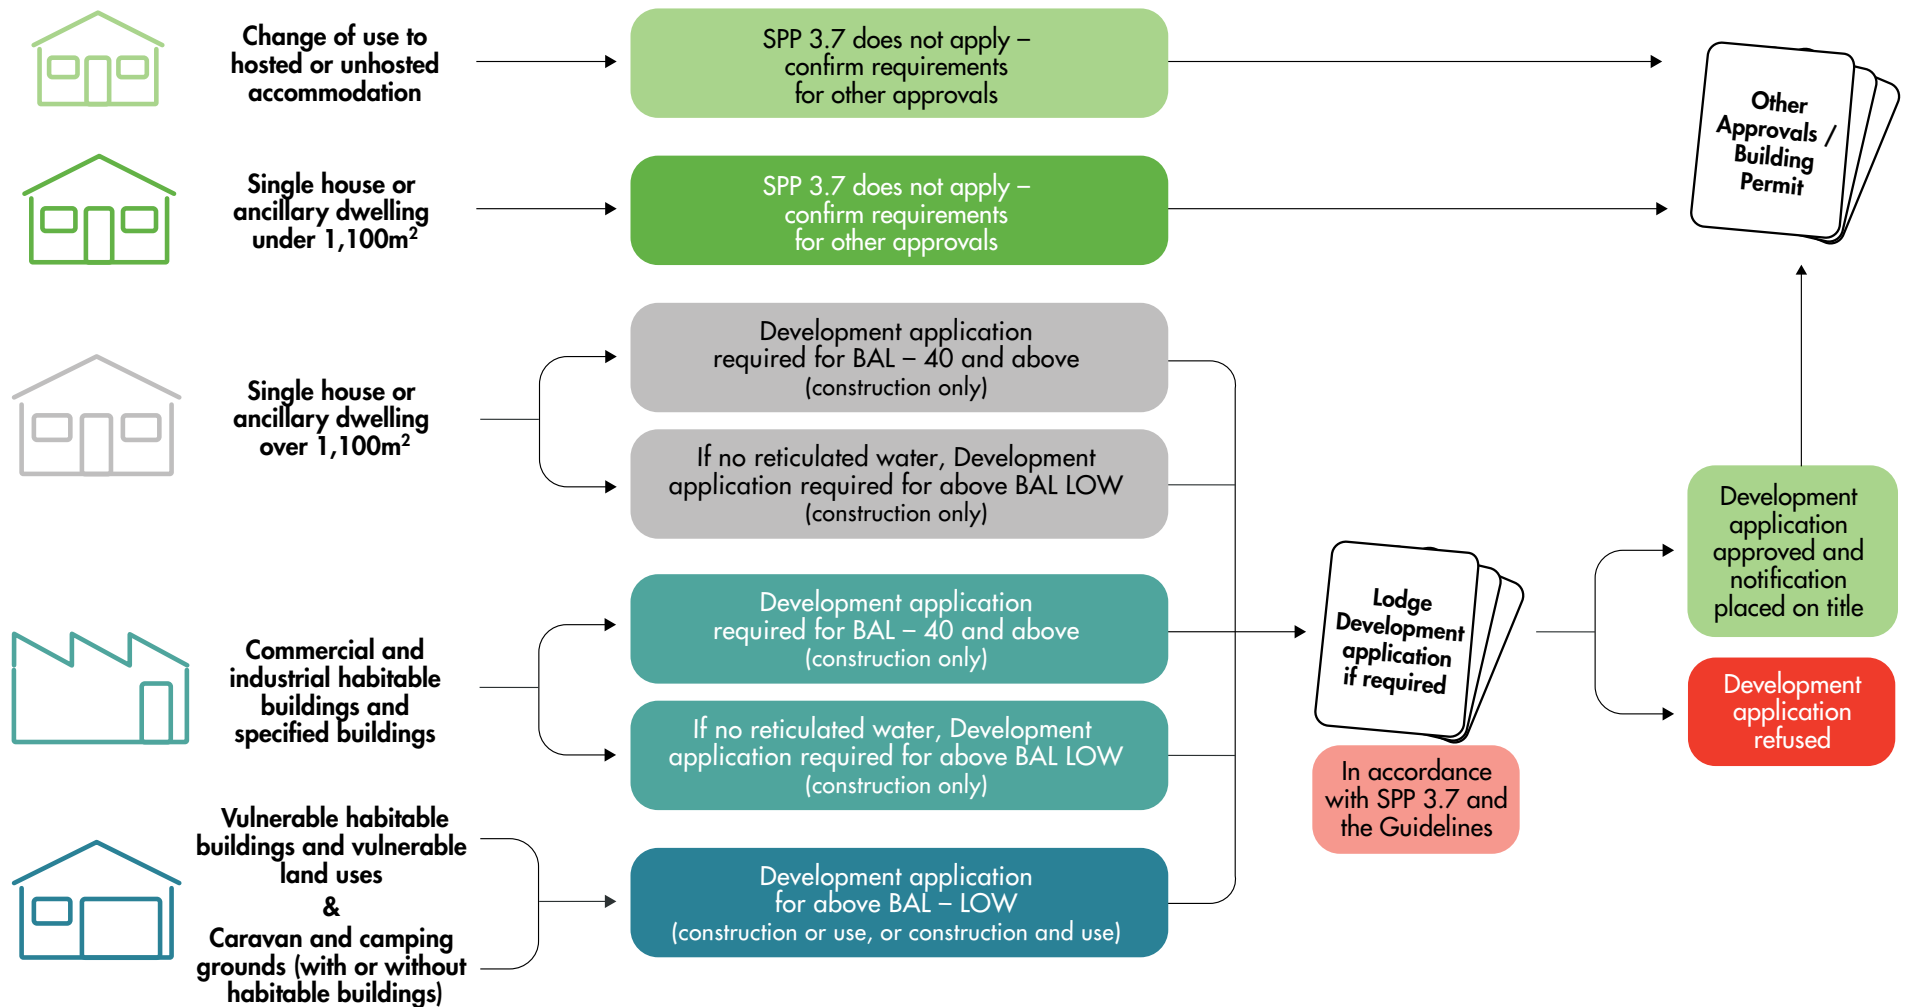 Change of use to
hosted or unhosted
accommodation
SPP 3.7 does not apply –
confirm requirements
for other approvals
Other
Approvals /
Building
Permit
Single house or
ancillary dwelling
under 1,100m²
SPP 3.7 does not apply –
confirm requirements
for other approvals
Single house or
ancillary dwelling
over 1,100m²
Development application
required for BAL – 40 and above
(construction only)
If no reticulated water, Development
application required for above BAL LOW
(construction only)
Commercial and
industrial habitable
buildings and
specified buildings
Development application
required for BAL – 40 and above
(construction only)
If no reticulated water, Development
application required for above BAL LOW
(construction only)
Vulnerable habitable
buildings and vulnerable
land uses
&
Caravan and camping
grounds (with or without
habitable buildings)
Development application
for above BAL – LOW
(construction or use, or construction and use)
Lodge
Development
application
if required
In accordance
with SPP 3.7 and
the Guidelines
Development
application
approved and
notification
placed on title
Development
application
refused